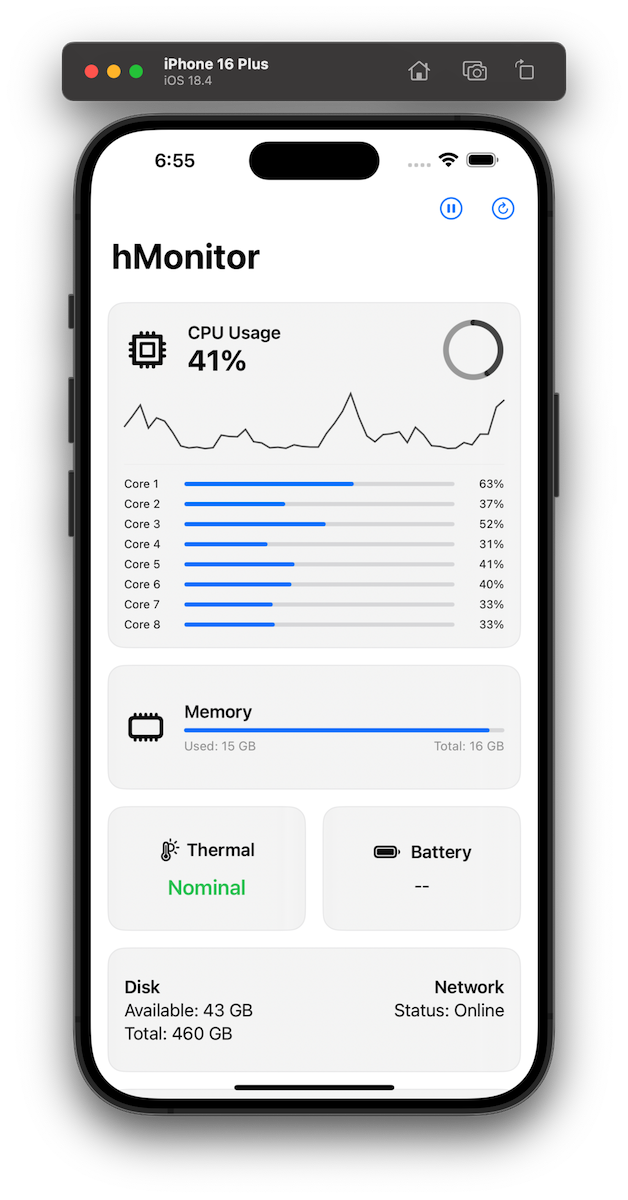 iPhone 16 Plus
iOS 18.4
6:55
hMonitor
CPU Usage
41%
Core 1 63%
Core 2 37%
Core 3 52%
Core 4 31%
Core 5 41%
Core 6 40%
Core 7 33%
Core 8 33%
Memory
Used: 15 GB Total: 16 GB
Thermal
Nominal
Battery
--
Disk
Available: 43 GB
Total: 460 GB
Network
Status: Online